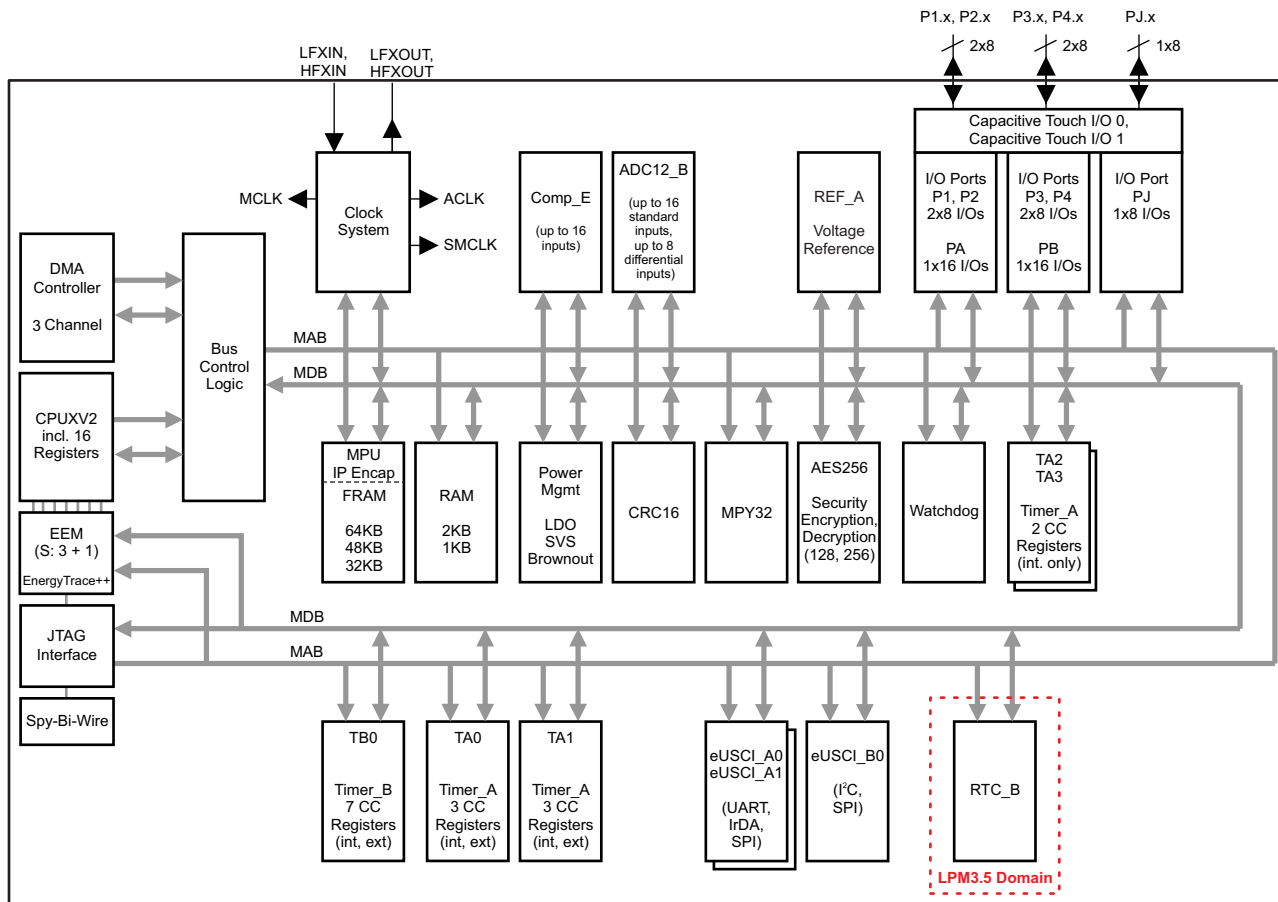 P1.x, P2.x
P3.x, P4.x
PJ.x
2x8
2x8
1x8
LFXIN,
HFXIN
LFXOUT,
HFXOUT
Capacitive Touch I/O 0,
Capacitive Touch I/O 1
MCLK
Clock
System
ACLK
SMCLK
Comp_E
(up to 16
inputs)
ADC12_B
(up to 16
standard
inputs,
up to 8
differential
inputs)
REF_A
Voltage
Reference
I/O Ports
P1, P2
2x8 I/Os
PA
1x16 I/Os
I/O Ports
P3, P4
2x8 I/Os
PB
1x16 I/Os
I/O Port
PJ
1x8 I/Os
DMA
Controller
3 Channel
Bus
Control
Logic
MAB
MDB
CPUXV2
incl. 16
Registers
MPU
IP Encap
FRAM
64KB
48KB
32KB
RAM
2KB
1KB
Power
Mgmt
LDO
SVS
Brownout
CRC16
MPY32
AES256
Security
Encryption,
Decryption
(128, 256)
Watchdog
TA2
TA3
Timer_A
2 CC
Registers
(int. only)
EEM
(S: 3 + 1)
EnergyTrace++
JTAG
Interface
Spy-Bi-Wire
MDB
MAB
TB0
Timer_B
7 CC
Registers
(int, ext)
TA0
Timer_A
3 CC
Registers
(int, ext)
TA1
Timer_A
3 CC
Registers
(int, ext)
eUSCI_A0
eUSCI_A1
(UART,
IrDA,
SPI)
eUSCI_B0
(I²C,
SPI)
RTC_B
LPM3.5 Domain